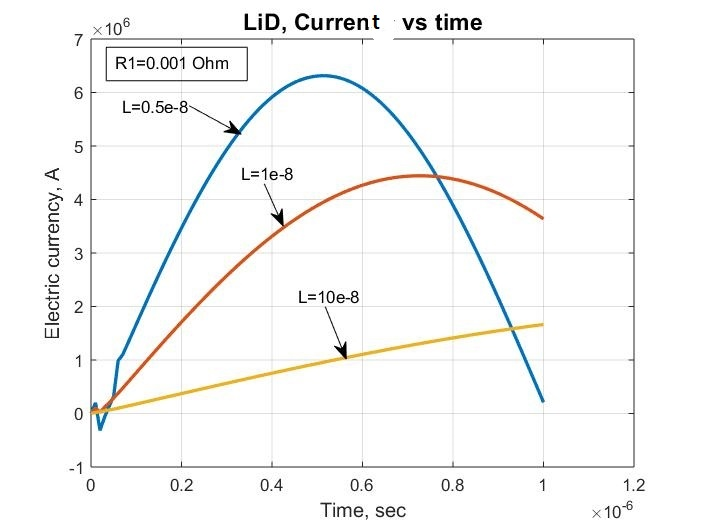 LiD, Current vs time
×10⁶
R1=0.001 Ohm
L=0.5e-8
L=1e-8
L=10e-8
Electric currency, A
7
6
5
4
3
2
1
0
-1
0 0.2 0.4 0.6 0.8 1 1.2
Time, sec
×10⁻⁶